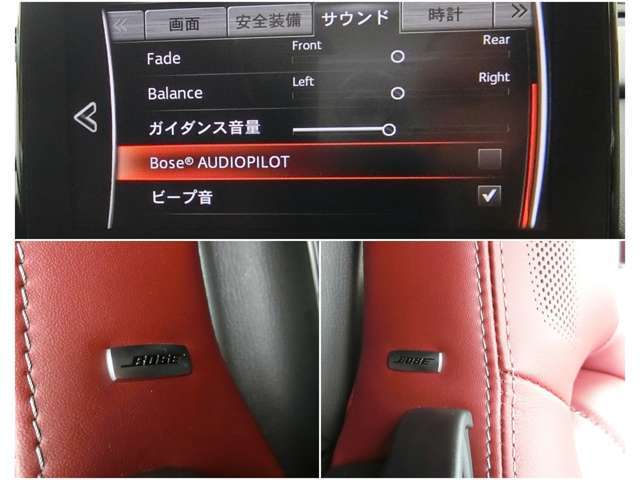 画面 安全装備 サウンド 時計
Front Rear
Fade
Left Right
Balance
ガイダンス音量
Bose® AUDIOPILOT
ビープ音
BOSE
BOSE